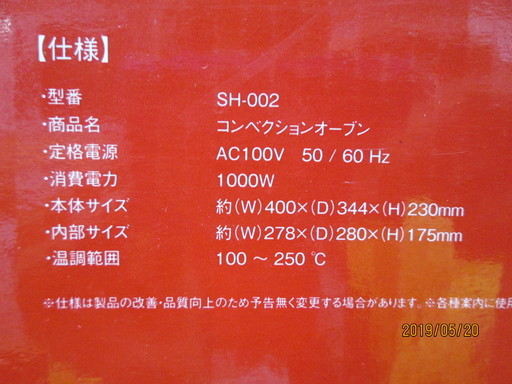 【仕様】
・型番 SH-002
・商品名 コンベクションオーブン
・定格電源 AC100V 50 / 60 Hz
・消費電力 1000W
・本体サイズ 約(W)400×(D)344×(H)230mm
・内部サイズ 約(W)278×(D)280×(H)175mm
・温調範囲 100 ～ 250 ℃
※仕様は製品の改善・品質向上のため予告無く変更する場合があります。※各種案内に使用
2019/05/20